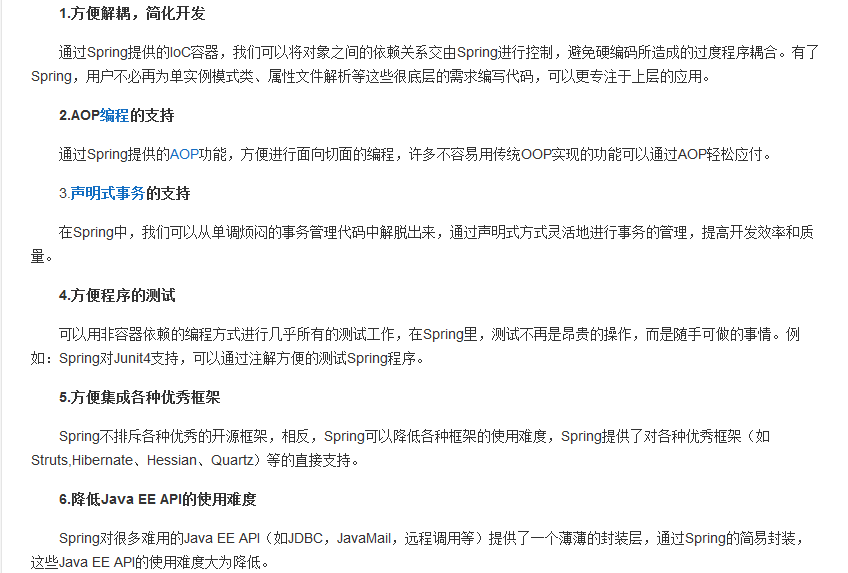 1.方便解耦，简化开发
通过Spring提供的IoC容器，我们可以将对象之间的依赖关系交由Spring进行控制，避免硬编码所造成的过度程序耦合。有了
Spring，用户不必再为单实例模式类、属性文件解析等这些很底层的需求编写代码，可以更专注于上层的应用。
2.AOP编程的支持
通过Spring提供的AOP功能，方便进行面向切面的编程，许多不容易用传统OOP实现的功能可以通过AOP轻松应付。
3.声明式事务的支持
在Spring中，我们可以从单调烦闷的事务管理代码中解脱出来，通过声明式方式灵活地进行事务的管理，提高开发效率和质
量。
4.方便程序的测试
可以用非容器依赖的编程方式进行几乎所有的测试工作，在Spring里，测试不再是昂贵的操作，而是随手可做的事情。例
如：Spring对Junit4支持，可以通过注解方便的测试Spring程序。
5.方便集成各种优秀框架
Spring不排斥各种优秀的开源框架，相反，Spring可以降低各种框架的使用难度，Spring提供了对各种优秀框架（如
Struts,Hibernate、Hessian、Quartz）等的直接支持。
6.降低Java EE API的使用难度
Spring对很多难用的Java EE API（如JDBC，JavaMail，远程调用等）提供了一个薄薄的封装层，通过Spring的简易封装，
这些Java EE API的使用难度大为降低。